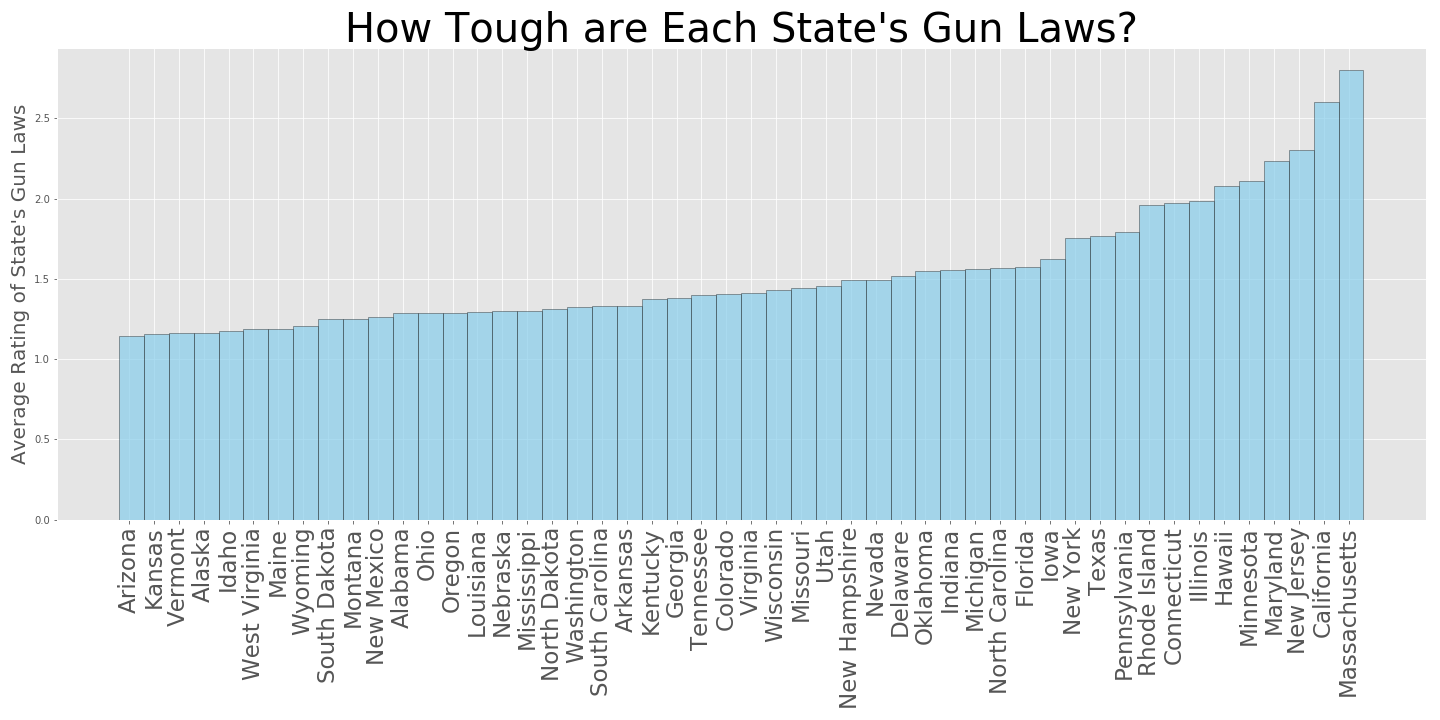 How Tough are Each State's Gun Laws?
Average Rating of State's Gun Laws
2.5
2.0
1.5
1.0
0.5
0.0
Arizona
Kansas
Vermont
Alaska
Idaho
West Virginia
Maine
Wyoming
South Dakota
Montana
New Mexico
Alabama
Ohio
Oregon
Louisiana
Nebraska
Mississippi
North Dakota
Washington
South Carolina
Arkansas
Kentucky
Georgia
Tennessee
Colorado
Virginia
Wisconsin
Missouri
Utah
New Hampshire
Nevada
Delaware
Oklahoma
Indiana
Michigan
North Carolina
Florida
Iowa
New York
Texas
Pennsylvania
Rhode Island
Connecticut
Illinois
Hawaii
Minnesota
Maryland
New Jersey
California
Massachusetts